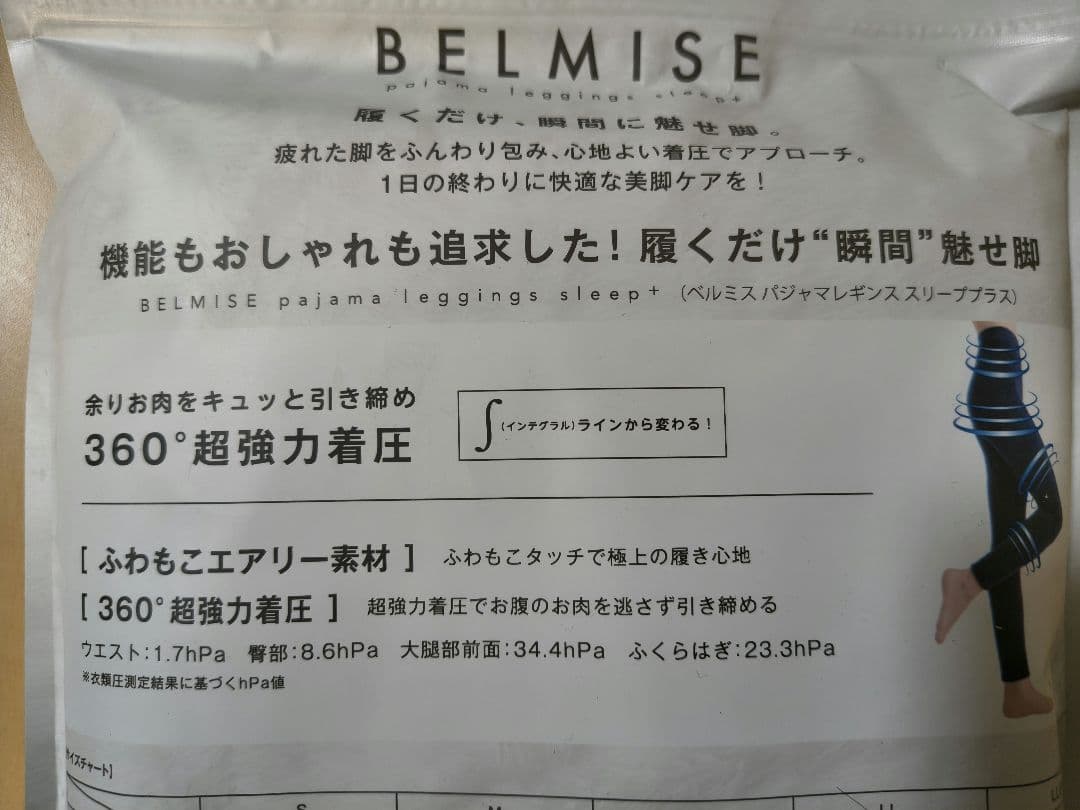 BELMISE
pajama leggings sleep+
履くだけ、瞬間に魅せ脚。
疲れた脚をふんわり包み、心地よい着圧でアプローチ。
1日の終わりに快適な美脚ケアを！
機能もおしゃれも追求した！履くだけ“瞬間”魅せ脚
BELMISE pajama leggings sleep+ （ベルミス パジャマレギンス スリーププラス）
余りお肉をキュッと引き締め
360°超強力着圧
∫(インテグラル)ラインから変わる！
[ ふわもこエアリー素材 ] ふわもこタッチで極上の履き心地
[ 360°超強力着圧 ] 超強力着圧でお腹のお肉を逃さず引き締める
ウエスト：1.7hPa 臀部：8.6hPa 大腿部前面：34.4hPa ふくらはぎ：23.3hPa
※衣類圧測定結果に基づくhPa値
イズチャート]
S M